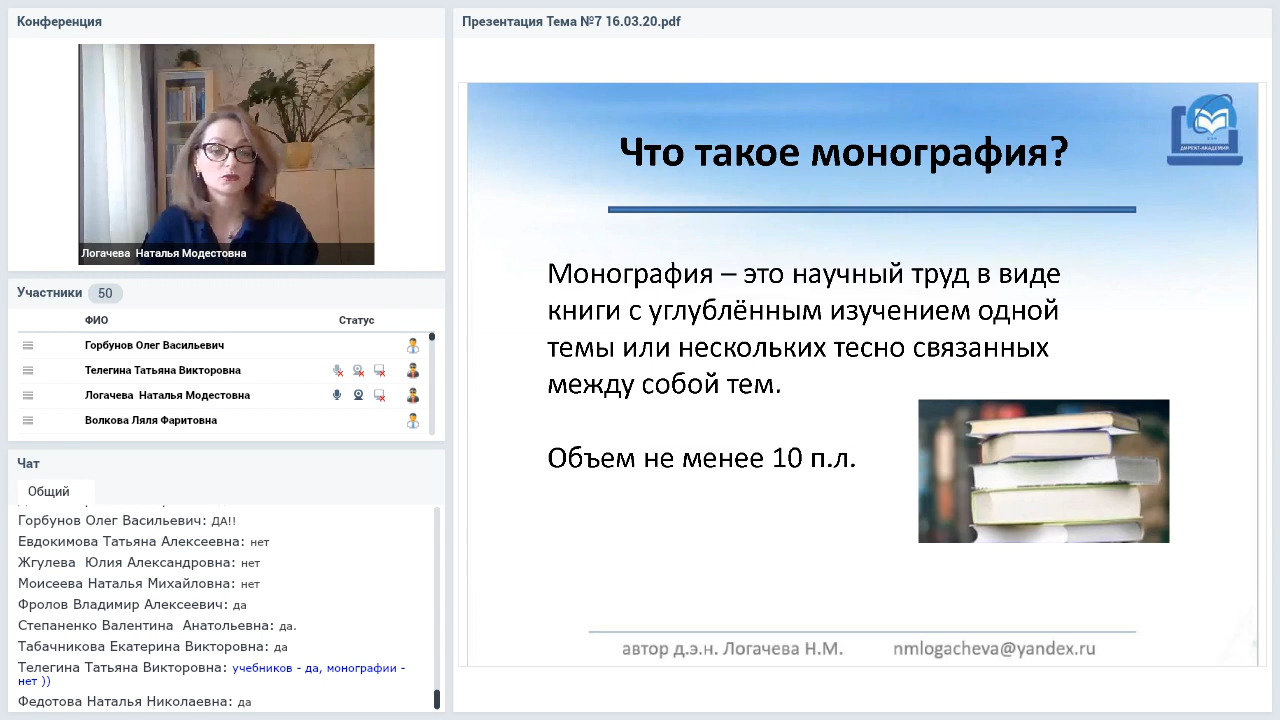 Конференция
Логачева  Наталья Модестовна
Участники 50
ФИО Статус
Горбунов Олег Васильевич
Телегина Татьяна Викторовна
Логачева  Наталья Модестовна
Волкова Ляля Фаритовна
Чат
Общий
Горбунов Олег Васильевич: ДА!!
Евдокимова Татьяна Алексеевна: нет
Жгулева  Юлия Александровна: нет
Моисеева Наталья Михайловна: нет
Фролов Владимир Алексеевич: да
Степаненко Валентина  Анатольевна: да.
Табачникова Екатерина Викторовна: да
Телегина Татьяна Викторовна: учебников - да, монографии -
нет ))
Федотова Наталья Николаевна: да
Презентация Тема №7 16.03.20.pdf
ДИРЕКТ-АКАДЕМИЯ
Что такое монография?
Монография – это научный труд в виде
книги с углублённым изучением одной
темы или нескольких тесно связанных
между собой тем.
Объем не менее 10 п.л.
автор д.э.н. Логачева Н.М. nmlogacheva@yandex.ru